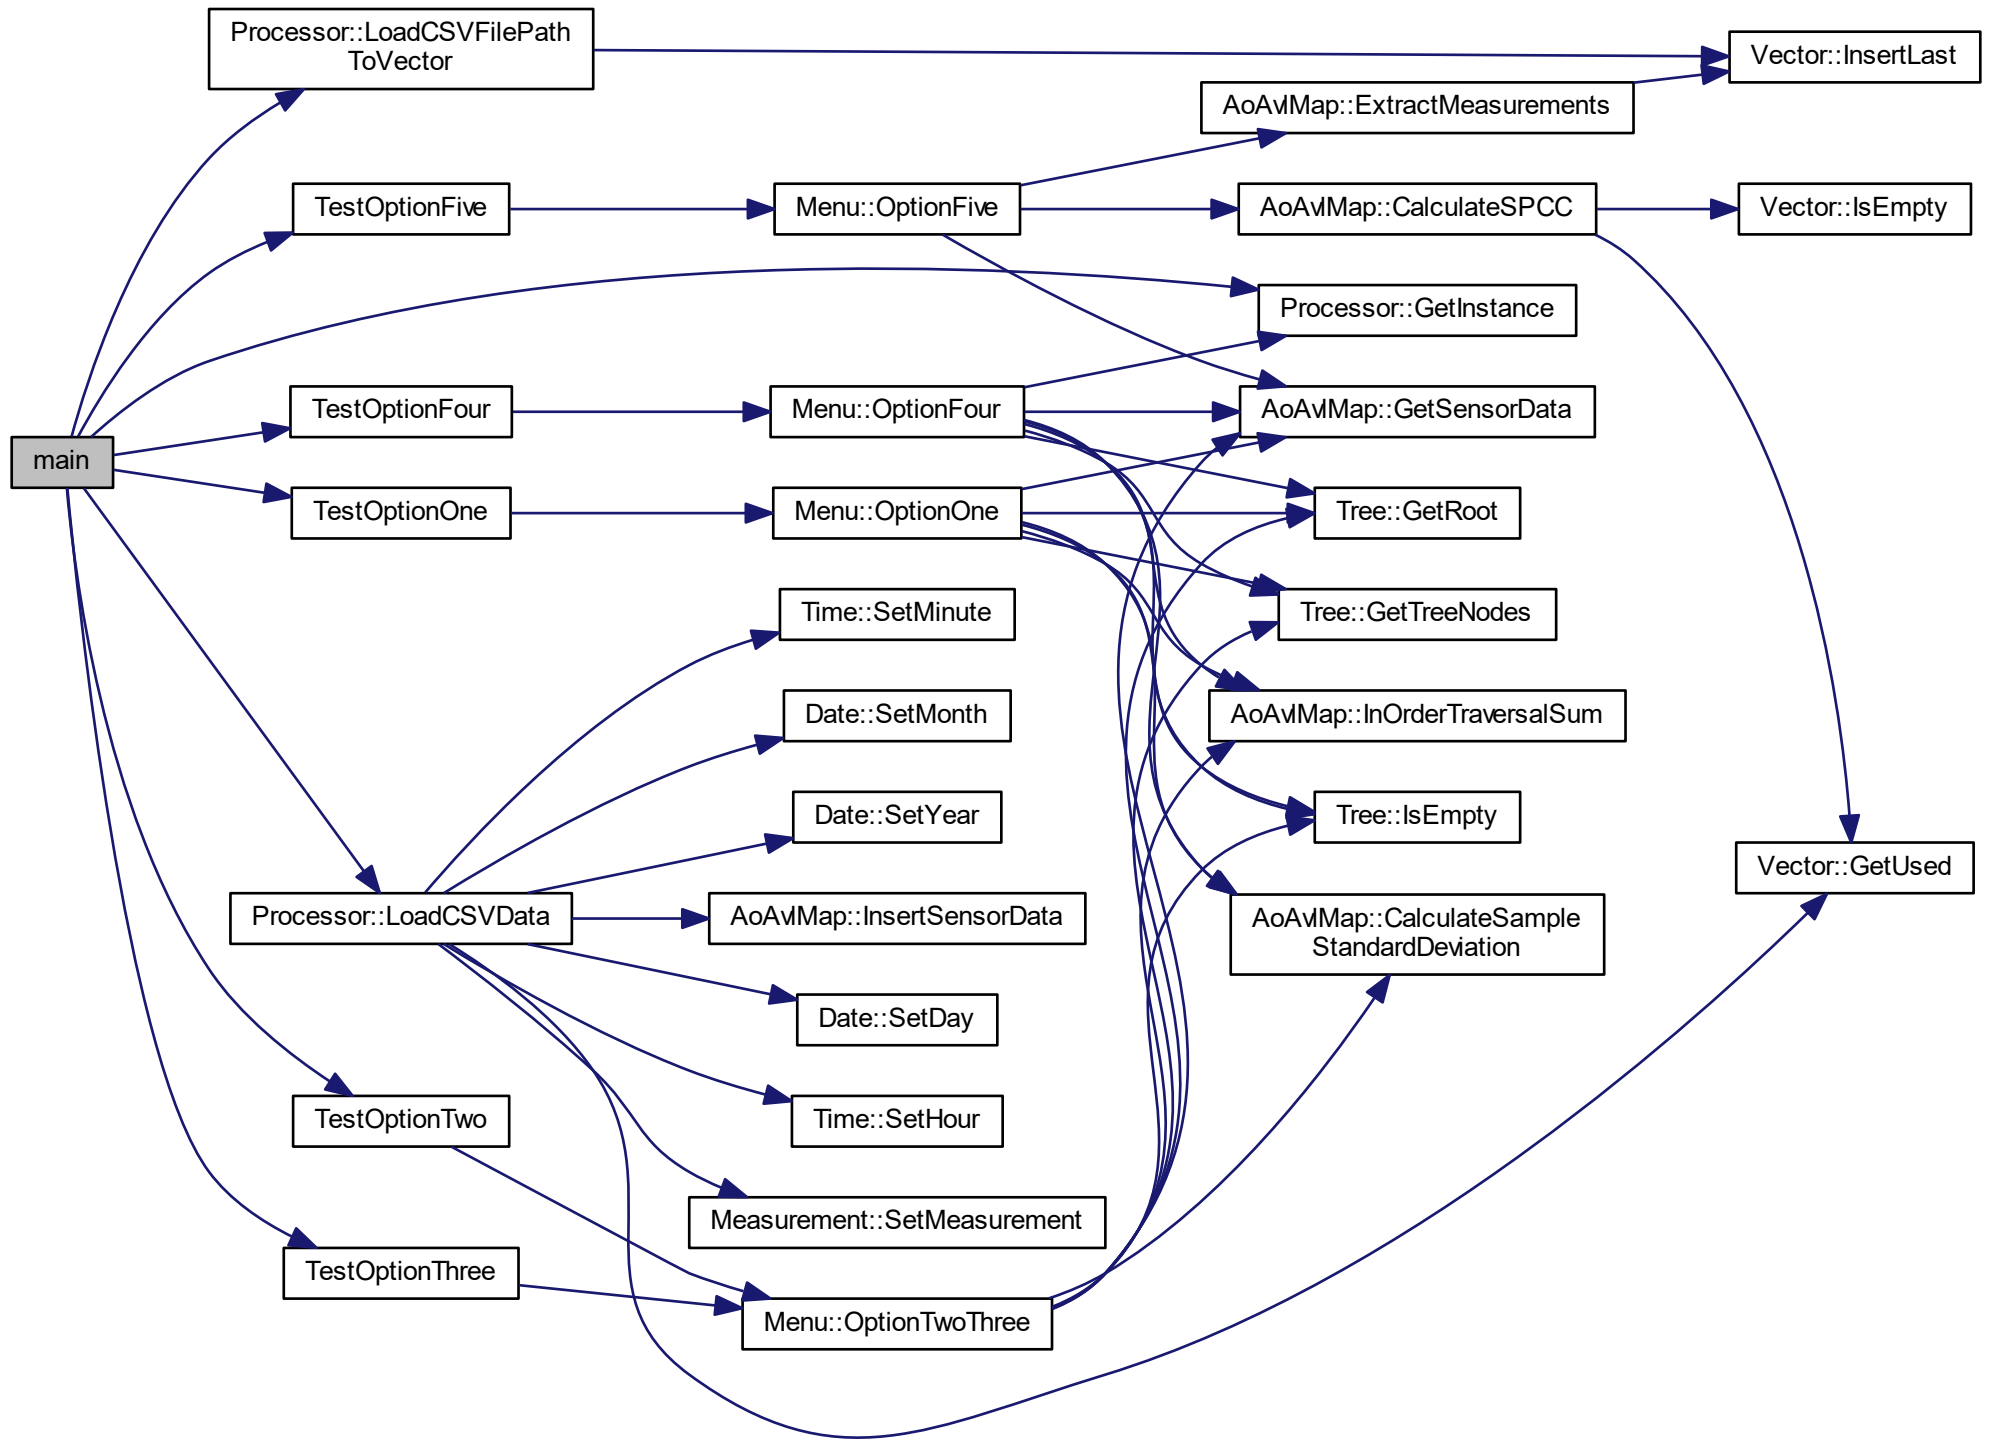 Processor::LoadCSVFilePath
ToVector
Vector::InsertLast
AoAvlMap::ExtractMeasurements
TestOptionFive
Menu::OptionFive
AoAvlMap::CalculateSPCC
Vector::IsEmpty
Processor::GetInstance
TestOptionFour
Menu::OptionFour
AoAvlMap::GetSensorData
main
TestOptionOne
Menu::OptionOne
Tree::GetRoot
Time::SetMinute
Tree::GetTreeNodes
Date::SetMonth
AoAvlMap::InOrderTraversalSum
Date::SetYear
Tree::IsEmpty
Vector::GetUsed
Processor::LoadCSVData
AoAvlMap::InsertSensorData
AoAvlMap::CalculateSample
StandardDeviation
Date::SetDay
TestOptionTwo
Time::SetHour
Measurement::SetMeasurement
TestOptionThree
Menu::OptionTwoThree